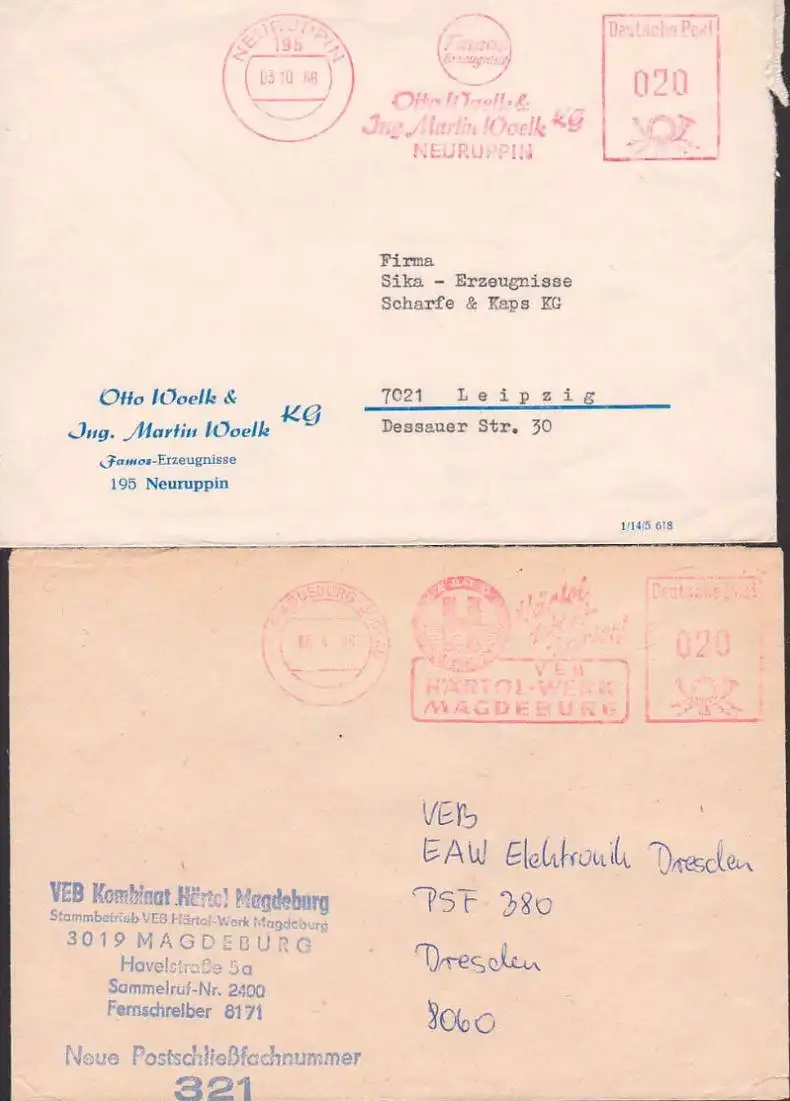 NEURUPPIN
195
03 10 68
Famos
Erzeugnisse
Otto Woelk &
Ing. Martin Woelk KG
NEURUPPIN
Deutsche Post
020
Firma
Sika - Erzeugnisse
Scharfe & Kaps KG
7021 Leipzig
Dessauer Str. 30
Otto Woelk &
Ing. Martin Woelk KG
Famos-Erzeugnisse
195 Neuruppin
1/14/5 618
MAGDEBURG
Härtol
VEB
HÄRTOL-WERK
MAGDEBURG
Deutsche Post
020
VEB
EAW Elektronik Dresden
PSF 380
Dresden
8060
VEB Kombinat Härtol Magdeburg
Stammbetrieb VEB Härtol-Werk Magdeburg
3019 MAGDEBURG
Havelstraße 5a
Sammelruf-Nr. 2400
Fernschreiber 8171
Neue Postschließfachnummer
321